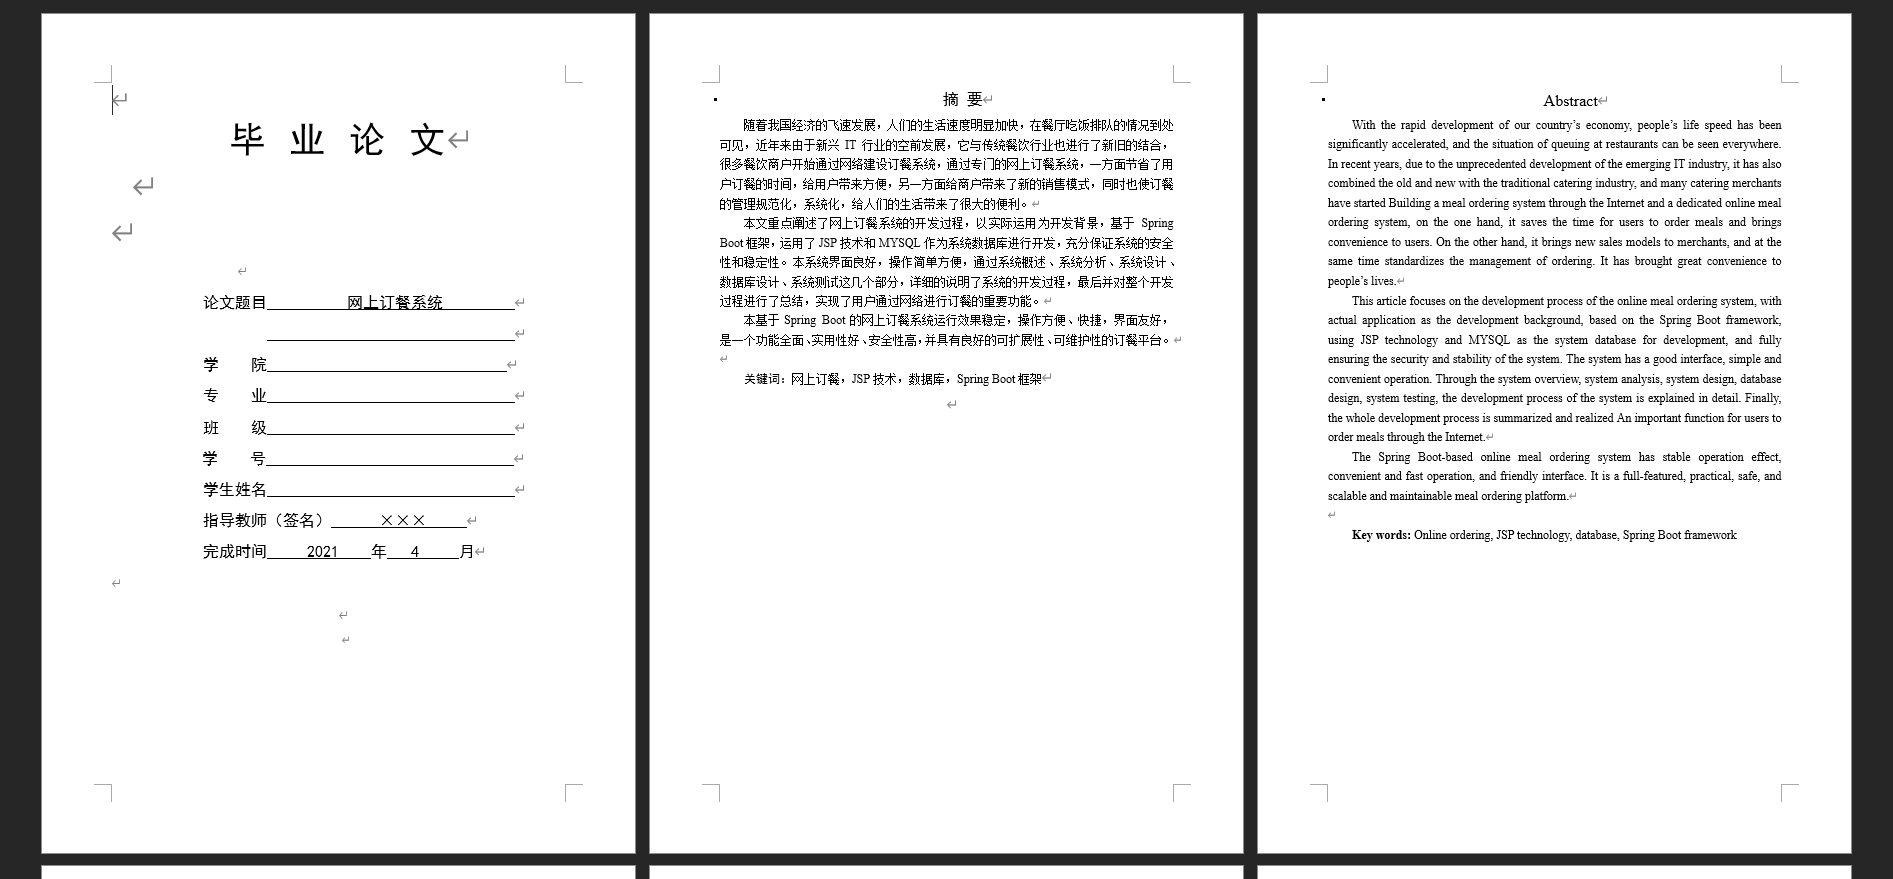 毕 业 论 文
论文题目 网上订餐系统
学 院
专 业
班 级
学 号
学生姓名
指导教师（签名） ×××
完成时间 2021 年 4 月
摘 要
随着我国经济的飞速发展，人们的生活速度明显加快，在餐厅吃饭排队的情况到处
可见，近年来由于新兴 IT 行业的空前发展，它与传统餐饮行业也进行了新旧的结合，
很多餐饮商户开始通过网络建设订餐系统，通过专门的网上订餐系统，一方面节省了用
户订餐的时间，给用户带来方便，另一方面给商户带来了新的销售模式，同时也使订餐
的管理规范化，系统化，给人们的生活带来了很大的便利。
本文重点阐述了网上订餐系统的开发过程，以实际运用为开发背景，基于 Spring
Boot 框架，运用了 JSP 技术和 MYSQL 作为系统数据库进行开发，充分保证系统的安全
性和稳定性。本系统界面良好，操作简单方便，通过系统概述、系统分析、系统设计、
数据库设计、系统测试这几个部分，详细的说明了系统的开发过程，最后并对整个开发
过程进行了总结，实现了用户通过网络进行订餐的重要功能。
本基于 Spring Boot 的网上订餐系统运行效果稳定，操作方便、快捷，界面友好，
是一个功能全面、实用性好、安全性高，并具有良好的可扩展性、可维护性的订餐平台。
关键词：网上订餐，JSP 技术，数据库，Spring Boot 框架
Abstract
With the rapid development of our country’s economy, people’s life speed has been
significantly accelerated, and the situation of queuing at restaurants can be seen everywhere.
In recent years, due to the unprecedented development of the emerging IT industry, it has also
combined the old and new with the traditional catering industry, and many catering merchants
have started Building a meal ordering system through the Internet and a dedicated online meal
ordering system, on the one hand, it saves the time for users to order meals and brings
convenience to users. On the other hand, it brings new sales models to merchants, and at the
same time standardizes the management of ordering. It has brought great convenience to
people’s lives.
This article focuses on the development process of the online meal ordering system, with
actual application as the development background, based on the Spring Boot framework,
using JSP technology and MYSQL as the system database for development, and fully
ensuring the security and stability of the system. The system has a good interface, simple and
convenient operation. Through the system overview, system analysis, system design, database
design, system testing, the development process of the system is explained in detail. Finally,
the whole development process is summarized and realized An important function for users to
order meals through the Internet.
The Spring Boot-based online meal ordering system has stable operation effect,
convenient and fast operation, and friendly interface. It is a full-featured, practical, safe, and
scalable and maintainable meal ordering platform.
Key words: Online ordering, JSP technology, database, Spring Boot framework